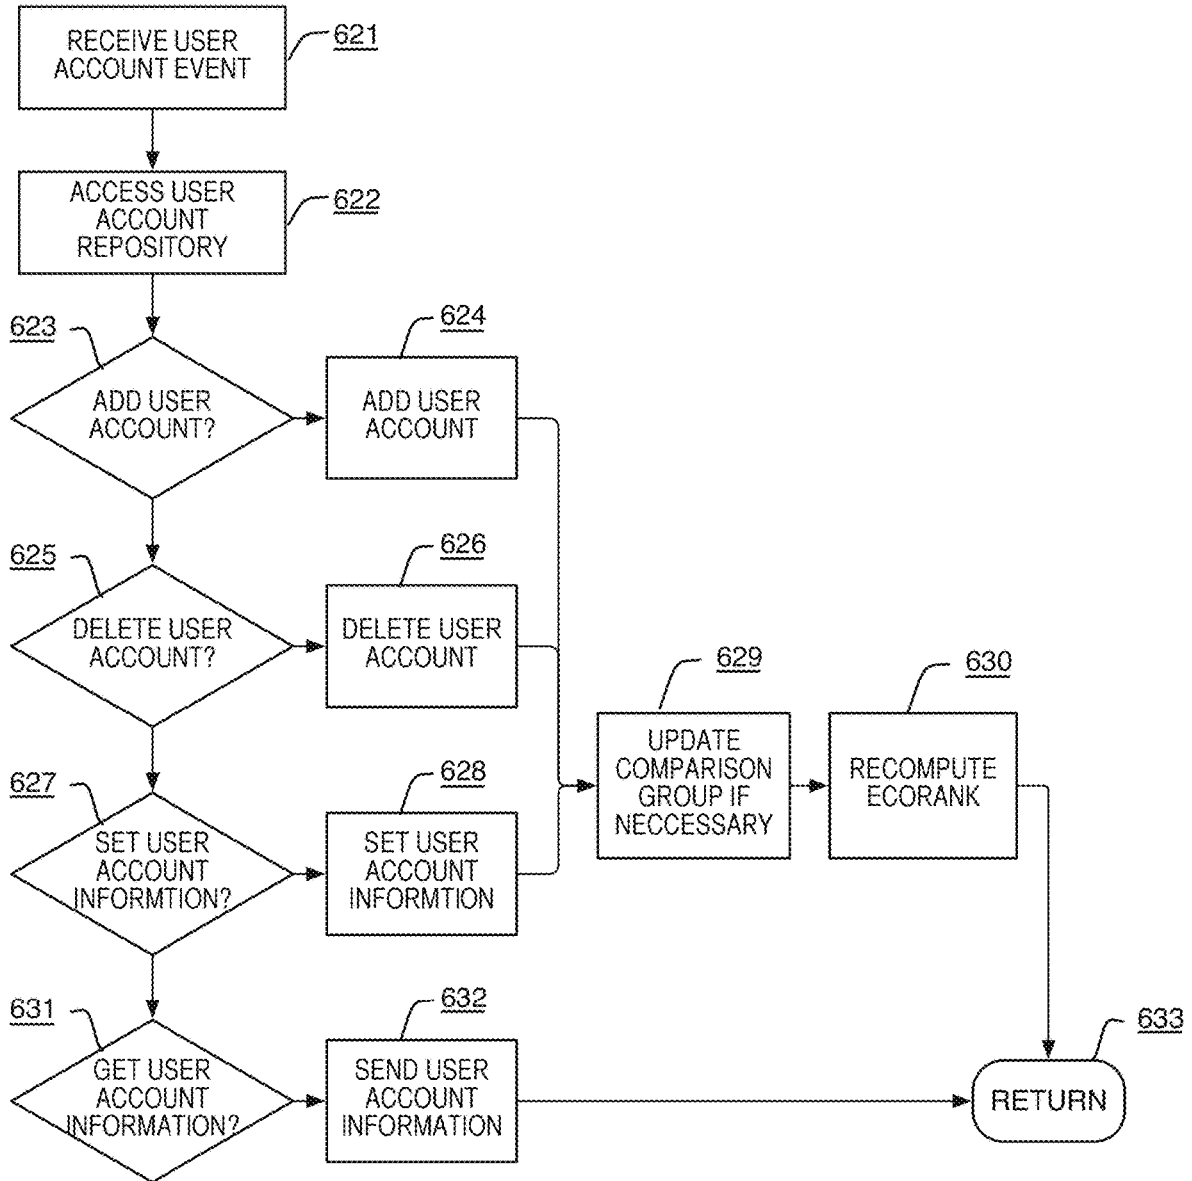 RECEIVE USER
ACCOUNT EVENT
621
ACCESS USER
ACCOUNT
REPOSITORY
622
623
ADD USER
ACCOUNT?
624
ADD USER
ACCOUNT
625
DELETE USER
ACCOUNT?
626
DELETE USER
ACCOUNT
627
SET USER
ACCOUNT
INFORMTION?
628
SET USER
ACCOUNT
INFORMTION
629
UPDATE
COMPARISON
GROUP IF
NECCESSARY
630
RECOMPUTE
ECORANK
631
GET USER
ACCOUNT
INFORMATION?
632
SEND USER
ACCOUNT
INFORMATION
633
RETURN